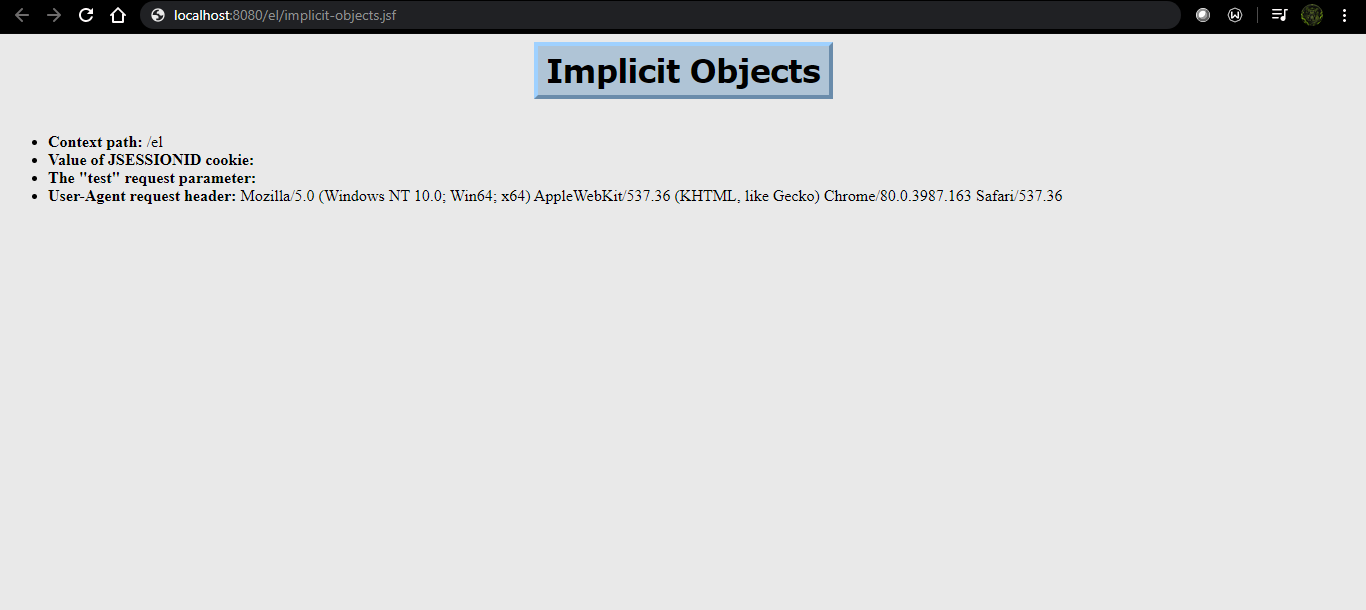 localhost:8080/el/implicit-objects.jsf
Implicit Objects
• Context path: /el
• Value of JSESSIONID cookie:
• The "test" request parameter:
• User-Agent request header: Mozilla/5.0 (Windows NT 10.0; Win64; x64) AppleWebKit/537.36 (KHTML, like Gecko) Chrome/80.0.3987.163 Safari/537.36